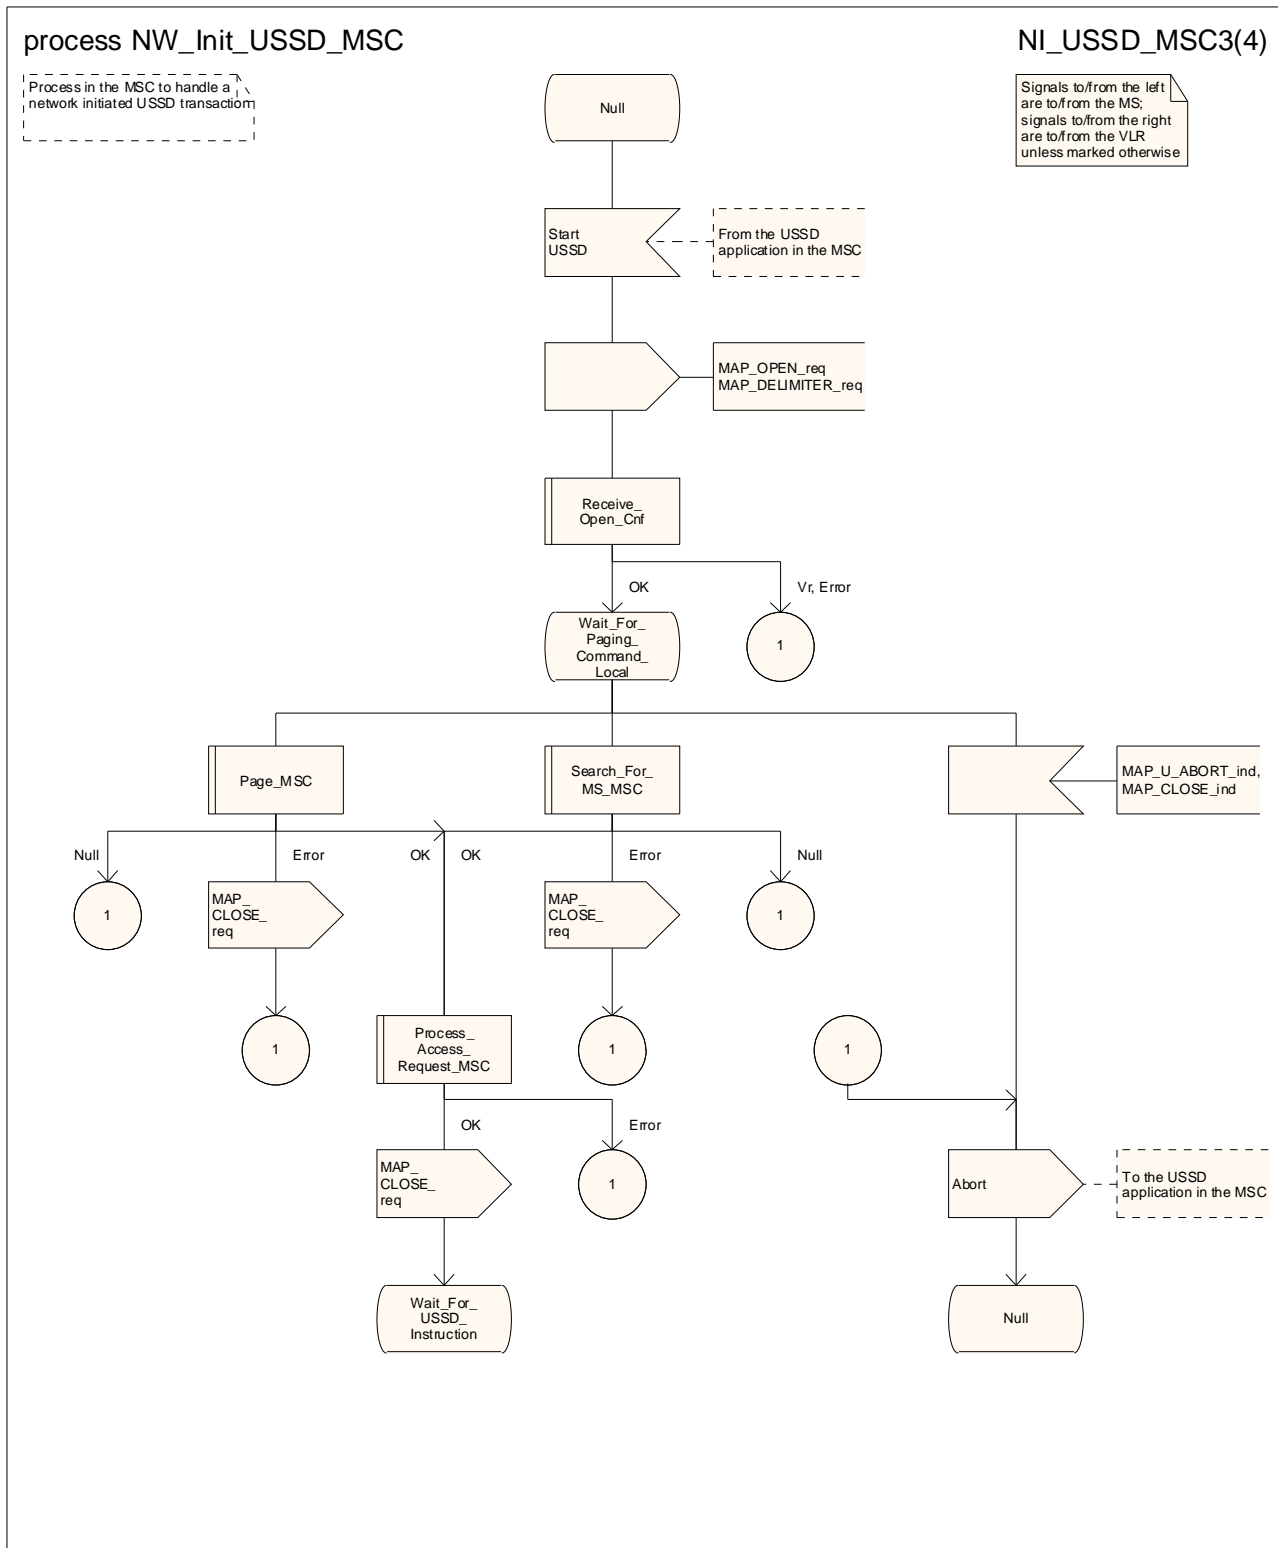 process NW_Init_USSD_MSC
NI_USSD_MSC3(4)
Process in the MSC to handle a
network initiated USSD transaction
Signals to/from the left
are to/from the MS;
signals to/from the right
are to/from the VLR
unless marked otherwise
Null
Start
USSD
From the USSD
application in the MSC
MAP_OPEN_req
MAP_DELIMITER_req
Receive_
Open_Cnf
OK
Vr, Error
Wait_For_
Paging_
Command_
Local
1
Page_MSC
Search_For_
MS_MSC
MAP_U_ABORT_ind,
MAP_CLOSE_ind
Null
Error
OK
OK
Error
Null
1
MAP_
CLOSE_
req
MAP_
CLOSE_
req
1
1
Process_
Access_
Request_MSC
1
1
OK
Error
MAP_
CLOSE_
req
1
Abort
To the USSD
application in the MSC
Wait_For_
USSD_
Instruction
Null